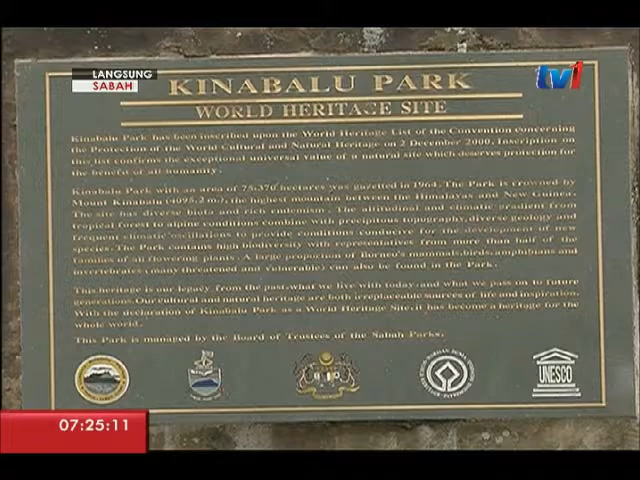 LANGSUNG
SABAH
tv1
KINABALU PARK
WORLD HERITAGE SITE
Kinabalu Park has been inscribed upon the World Heritage List of the Convention concerning
the Protection of the World Cultural and Natural Heritage on 2 December 2000. Inscription on
this list confirms the exceptional universal value of a natural site which deserves protection for
the benefit of all humanity.
Kinabalu Park with an area of 75,370 hectares was gazetted in 1964. The Park is crowned by
Mount Kinabalu (4095.2 m), the highest mountain between the Himalayas and New Guinea.
The site has diverse biota and rich endemism. The altitudinal and climatic gradient from
tropical forest to alpine conditions combine with precipitous topography, diverse geology and
frequent climatic oscillations to provide conditions conducive for the development of new
species. The Park contains high biodiversity with representatives from more than half of the
families of all flowering plants. A large proportion of Borneo's mammals, birds, amphibians and
invertebrates (many threatened and vulnerable) can also be found in the Park.
This heritage is our legacy from the past, what we live with today, and what we pass on to future
generations. Our cultural and natural heritage are both irreplaceable sources of life and inspiration.
With the declaration of Kinabalu Park as a World Heritage Site, it has become a heritage for the
whole world.
This Park is managed by the Board of Trustees of the Sabah Parks.
UNESCO
07:25:11